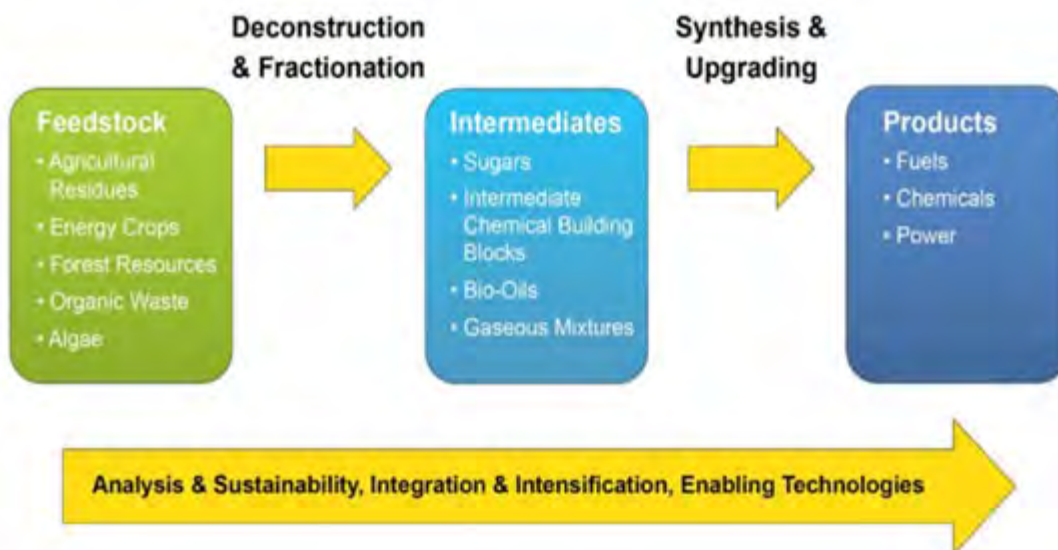 Deconstruction
& Fractionation
Synthesis &
Upgrading
Feedstock
• Agricultural
Residues
• Energy Crops
• Forest Resources
• Organic Waste
• Algae
Intermediates
• Sugars
• Intermediate
Chemical Building
Blocks
• Bio-Oils
• Gaseous Mixtures
Products
• Fuels
• Chemicals
• Power
Analysis & Sustainability, Integration & Intensification, Enabling Technologies